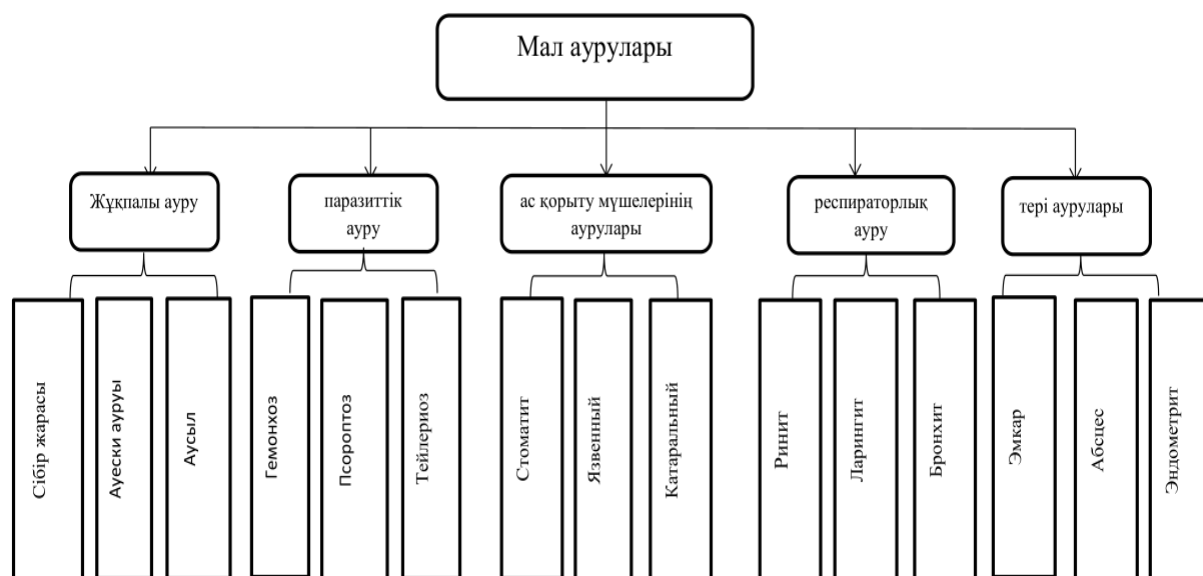 Мал аурулары
Жұқпалы ауру
паразиттік
ауру
ас қорыту мүшелерінің
аурулары
респираторлық
ауру
тері аурулары
Сібір жарасы
Ауески ауруы
Аусыл
Гемонхоз
Псороптоз
Тейлериоз
Стоматит
Язвенный
Катаральный
Ринит
Ларингит
Бронхит
Эмкар
Абсцес
Эндометрит